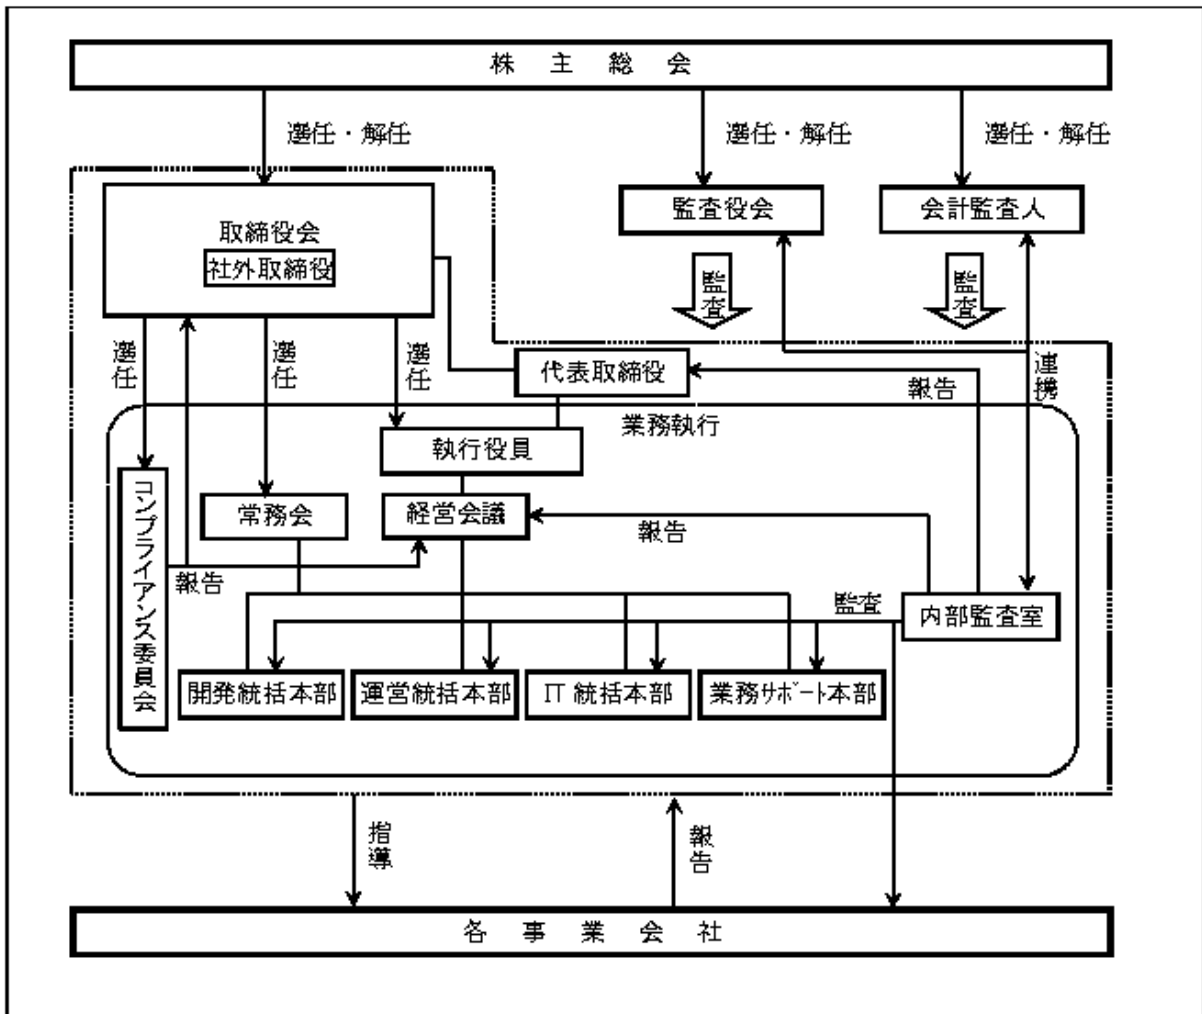 株主総会
選任・解任
選任・解任
選任・解任
取締役会
社外取締役
監査役会
会計監査人
監査
監査
選任
選任
選任
代表取締役
報告
連携
業務執行
執行役員
コンプライアンス委員会
常務会
経営会議
報告
報告
監査
内部監査室
開発統括本部
運営統括本部
IT統括本部
業務サポート本部
指導
報告
各事業会社